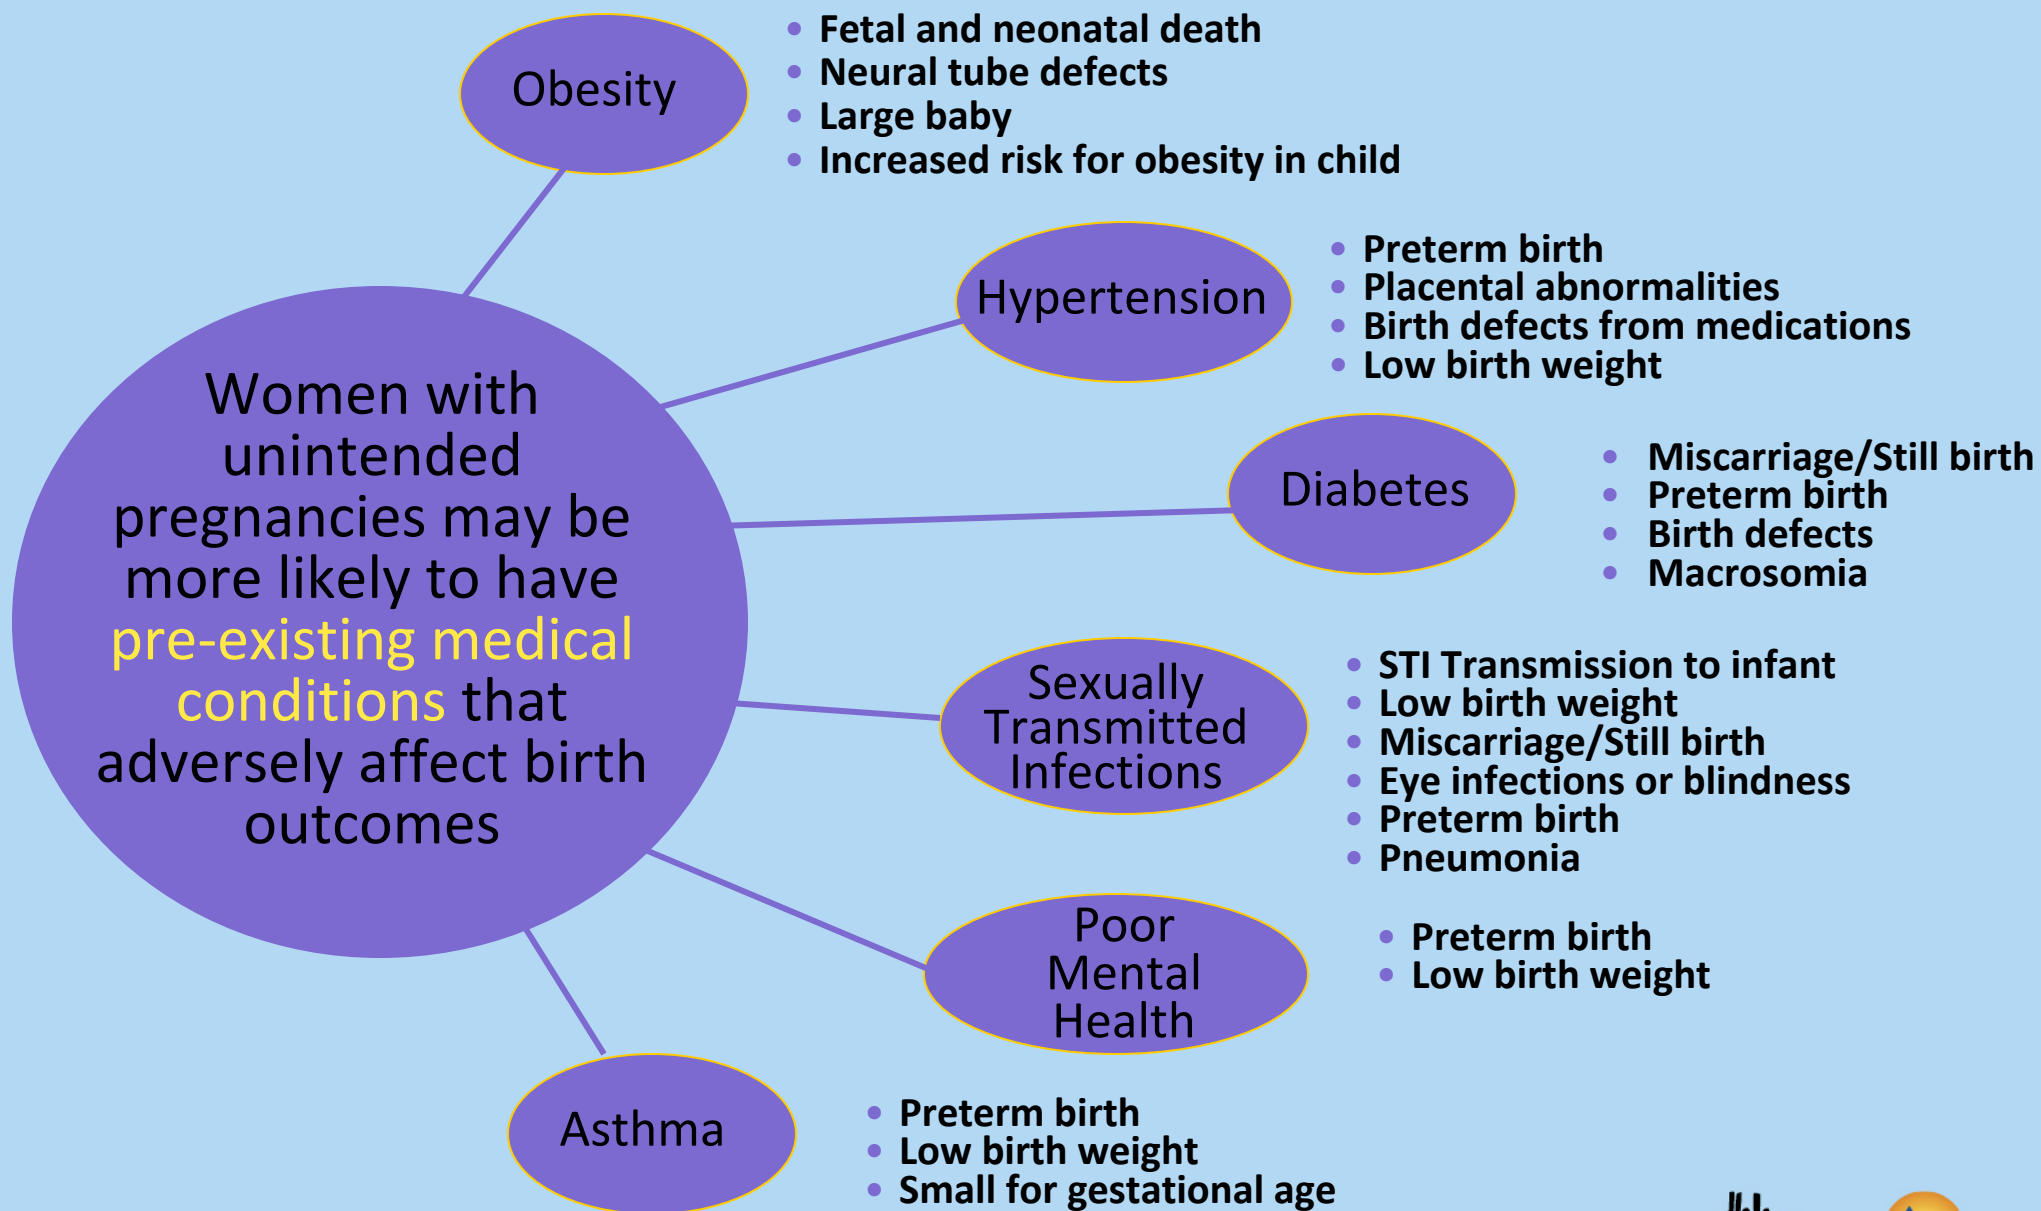 Obesity
• Fetal and neonatal death
• Neural tube defects
• Large baby
• Increased risk for obesity in child
Hypertension
• Preterm birth
• Placental abnormalities
• Birth defects from medications
• Low birth weight
Women with
unintended
pregnancies may be
more likely to have
pre-existing medical
conditions that
adversely affect birth
outcomes
Diabetes
• Miscarriage/Still birth
• Preterm birth
• Birth defects
• Macrosomia
Sexually
Transmitted
Infections
• STI Transmission to infant
• Low birth weight
• Miscarriage/Still birth
• Eye infections or blindness
• Preterm birth
• Pneumonia
Poor
Mental
Health
• Preterm birth
• Low birth weight
Asthma
• Preterm birth
• Low birth weight
• Small for gestational age